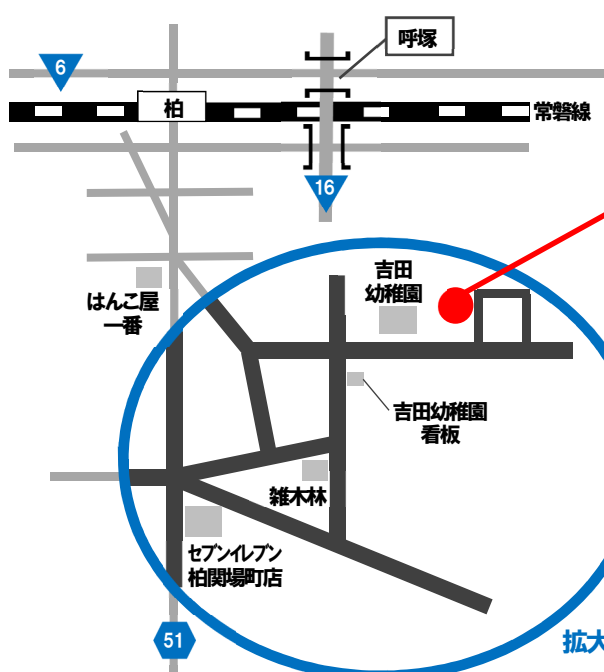 呼塚
6
柏
常磐線
16
吉田
幼稚園
はんこ屋
一番
吉田幼稚園
看板
雑木林
セブンイレブン
柏関場町店
51
拡大